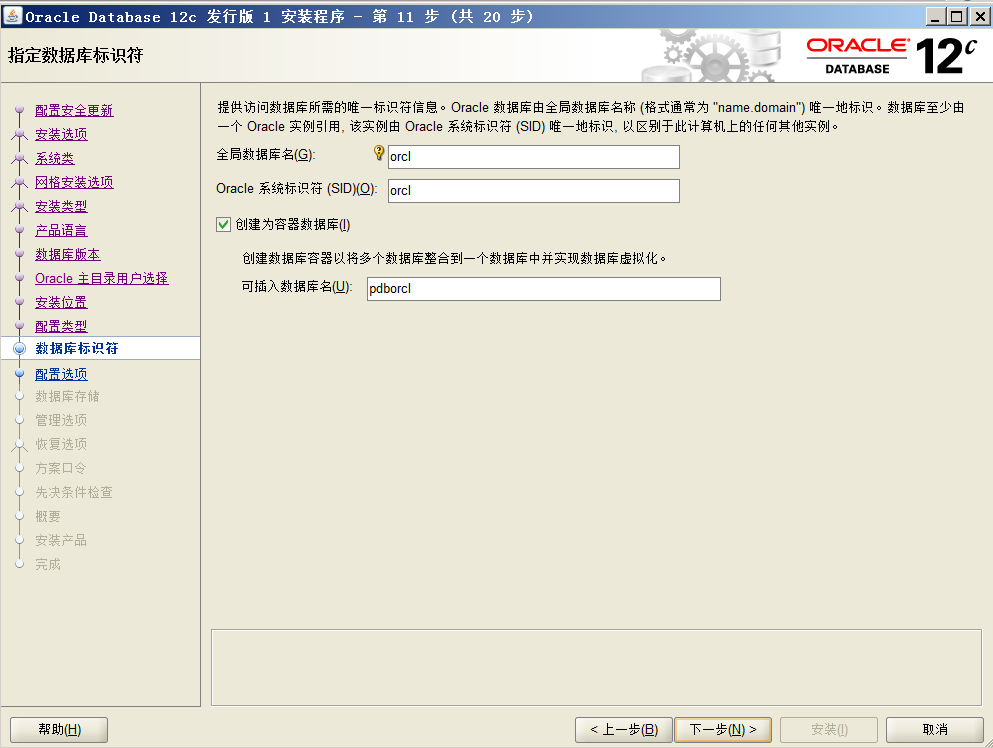 Oracle Database 12c 发行版 1 安装程序 - 第 11 步 (共 20 步)
指定数据库标识符
ORACLE®
DATABASE
12c
配置安全更新
安装选项
系统类
网格安装选项
安装类型
产品语言
数据库版本
Oracle 主目录用户选择
安装位置
配置类型
数据库标识符
配置选项
数据库存储
管理选项
恢复选项
方案口令
先决条件检查
概要
安装产品
完成
提供访问数据库所需的唯一标识符信息。Oracle 数据库由全局数据库名称 (格式通常为 "name.domain") 唯一地标识。数据库至少由
一个 Oracle 实例引用, 该实例由 Oracle 系统标识符 (SID) 唯一地标识, 以区别于此计算机上的任何其他实例。
全局数据库名(G): orcl
Oracle 系统标识符 (SID)(O): orcl
创建为容器数据库(I)
创建数据库容器以将多个数据库整合到一个数据库中并实现数据库虚拟化。
可插入数据库名(U): pdborcl
帮助(H) < 上一步(B) 下一步(N) > 安装(I) 取消